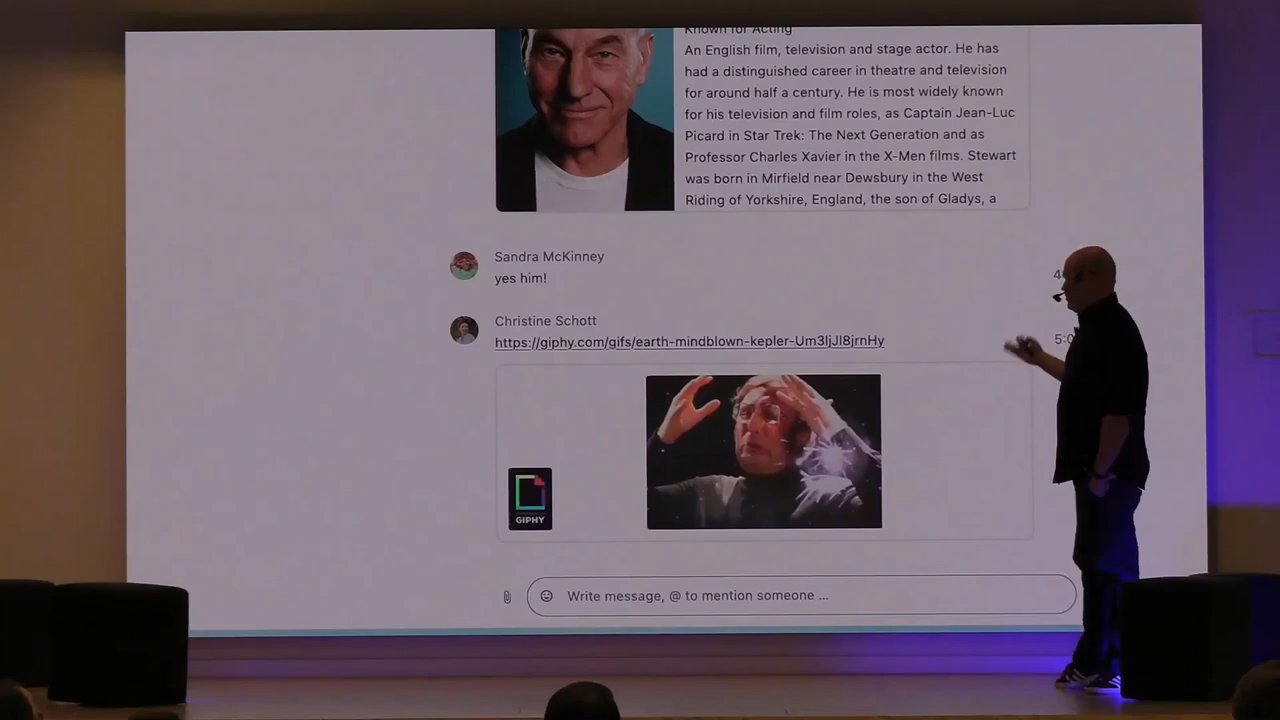 Known for Acting
An English film, television and stage actor. He has
had a distinguished career in theatre and television
for around half a century. He is most widely known
for his television and film roles, as Captain Jean-Luc
Picard in Star Trek: The Next Generation and as
Professor Charles Xavier in the X-Men films. Stewart
was born in Mirfield near Dewsbury in the West
Riding of Yorkshire, England, the son of Gladys, a
Sandra McKinney
yes him!
Christine Schott
https://giphy.com/gifs/earth-mindblown-kepler-Um3ljJl8jrnHy
GIPHY
Write message, @ to mention someone ...